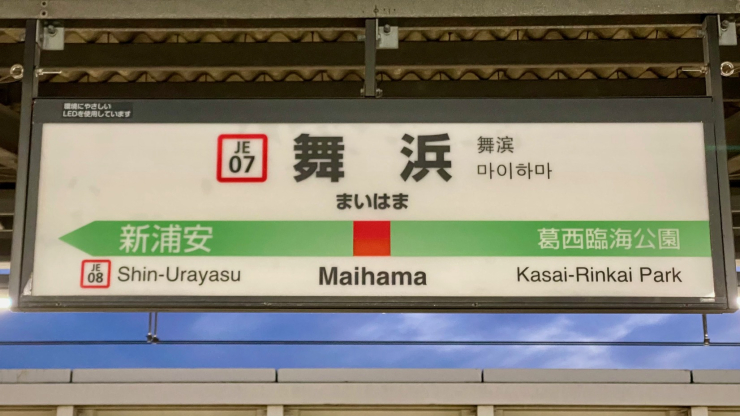 環境にやさしい
LEDを使用しています
JE
07
舞浜
舞滨
마이하마
まいはま
新浦安
葛西臨海公園
JE
08
Shin-Urayasu
Maihama
Kasai-Rinkai Park